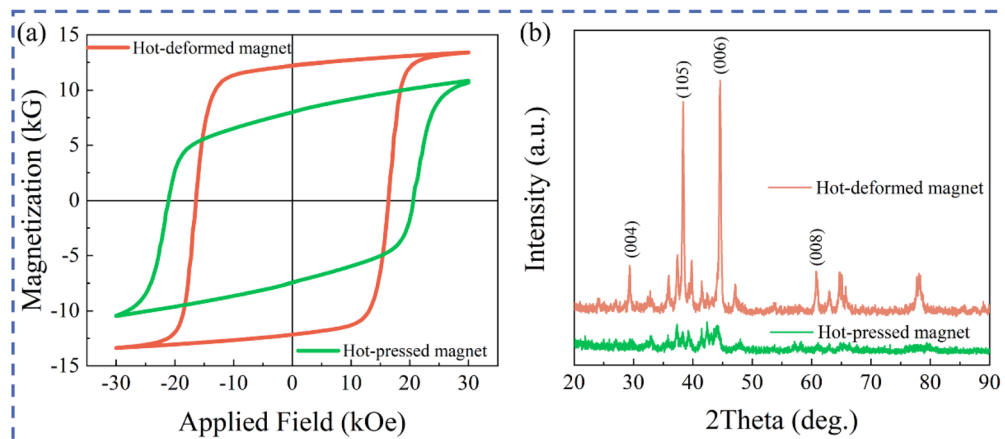 (a)
Hot-deformed magnet
Hot-pressed magnet
Magnetization (kG)
15
10
5
0
-5
-10
-15
-30
-20
-10
0
10
20
30
Applied Field (kOe)
(b)
(004)
(105)
(006)
(008)
Hot-deformed magnet
Hot-pressed magnet
Intensity (a.u.)
20
30
40
50
60
70
80
90
2Theta (deg.)